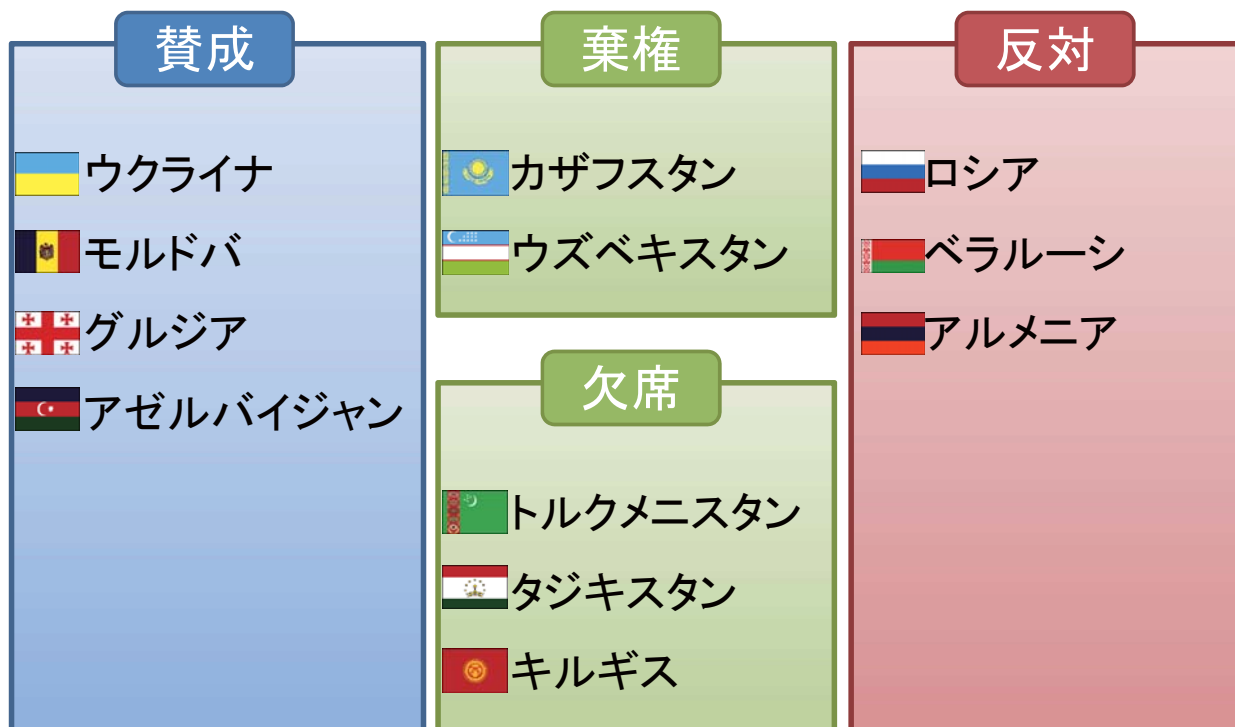 賛成
ウクライナ
モルドバ
グルジア
アゼルバイジャン
棄権
カザフスタン
ウズベキスタン
欠席
トルクメニスタン
タジキスタン
キルギス
反対
ロシア
ベラルーシ
アルメニア